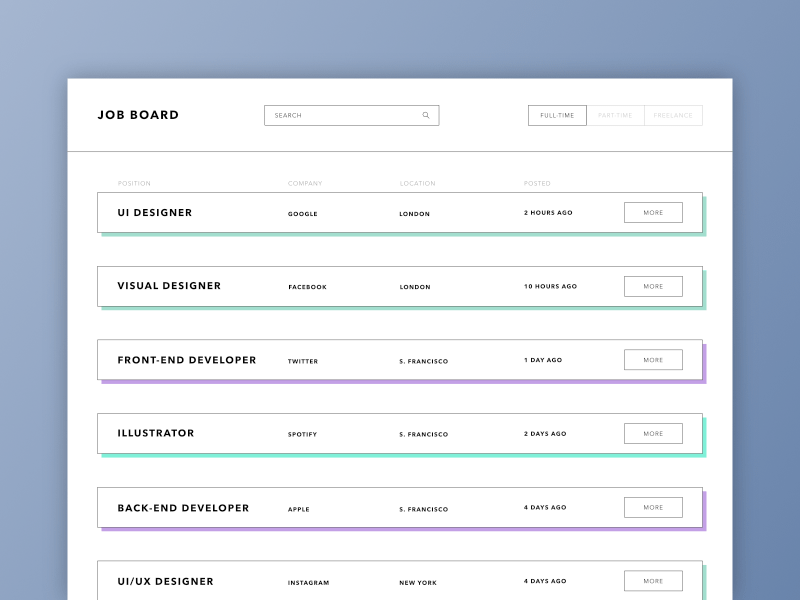 JOB BOARD SEARCH FULL-TIME PART-TIME FREELANCE
POSITION COMPANY LOCATION POSTED
UI DESIGNER GOOGLE LONDON 2 HOURS AGO MORE
VISUAL DESIGNER FACEBOOK LONDON 10 HOURS AGO MORE
FRONT-END DEVELOPER TWITTER S. FRANCISCO 1 DAY AGO MORE
ILLUSTRATOR SPOTIFY S. FRANCISCO 2 DAYS AGO MORE
BACK-END DEVELOPER APPLE S. FRANCISCO 4 DAYS AGO MORE
UI/UX DESIGNER INSTAGRAM NEW YORK 4 DAYS AGO MORE